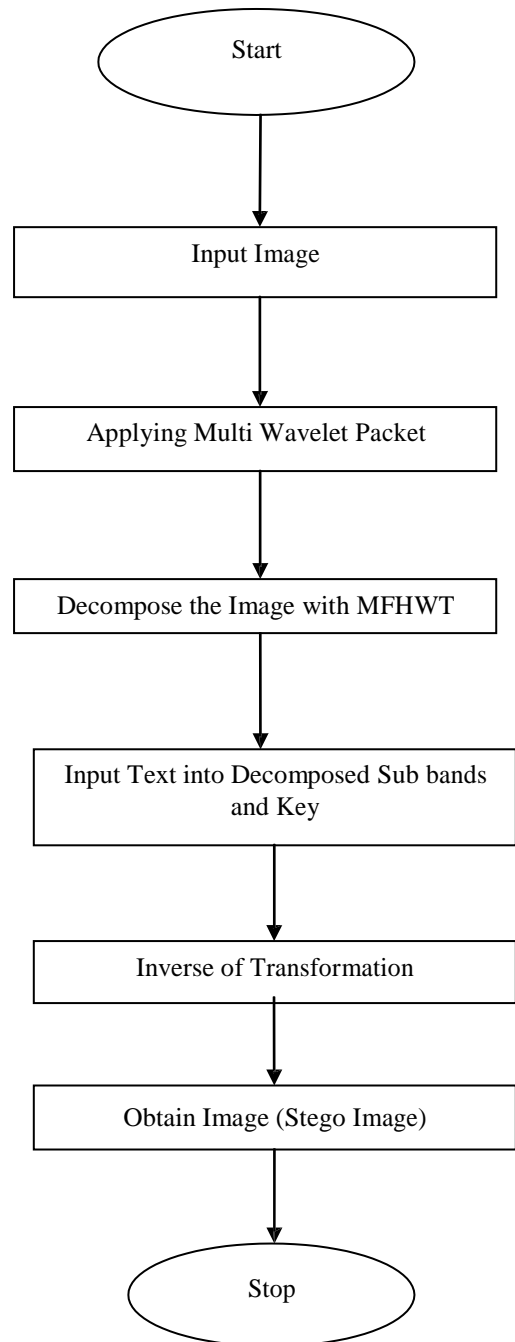 Start
Input Image
Applying Multi Wavelet Packet
Decompose the Image with MFHWT
Input Text into Decomposed Sub bands
and Key
Inverse of Transformation
Obtain Image (Stego Image)
Stop